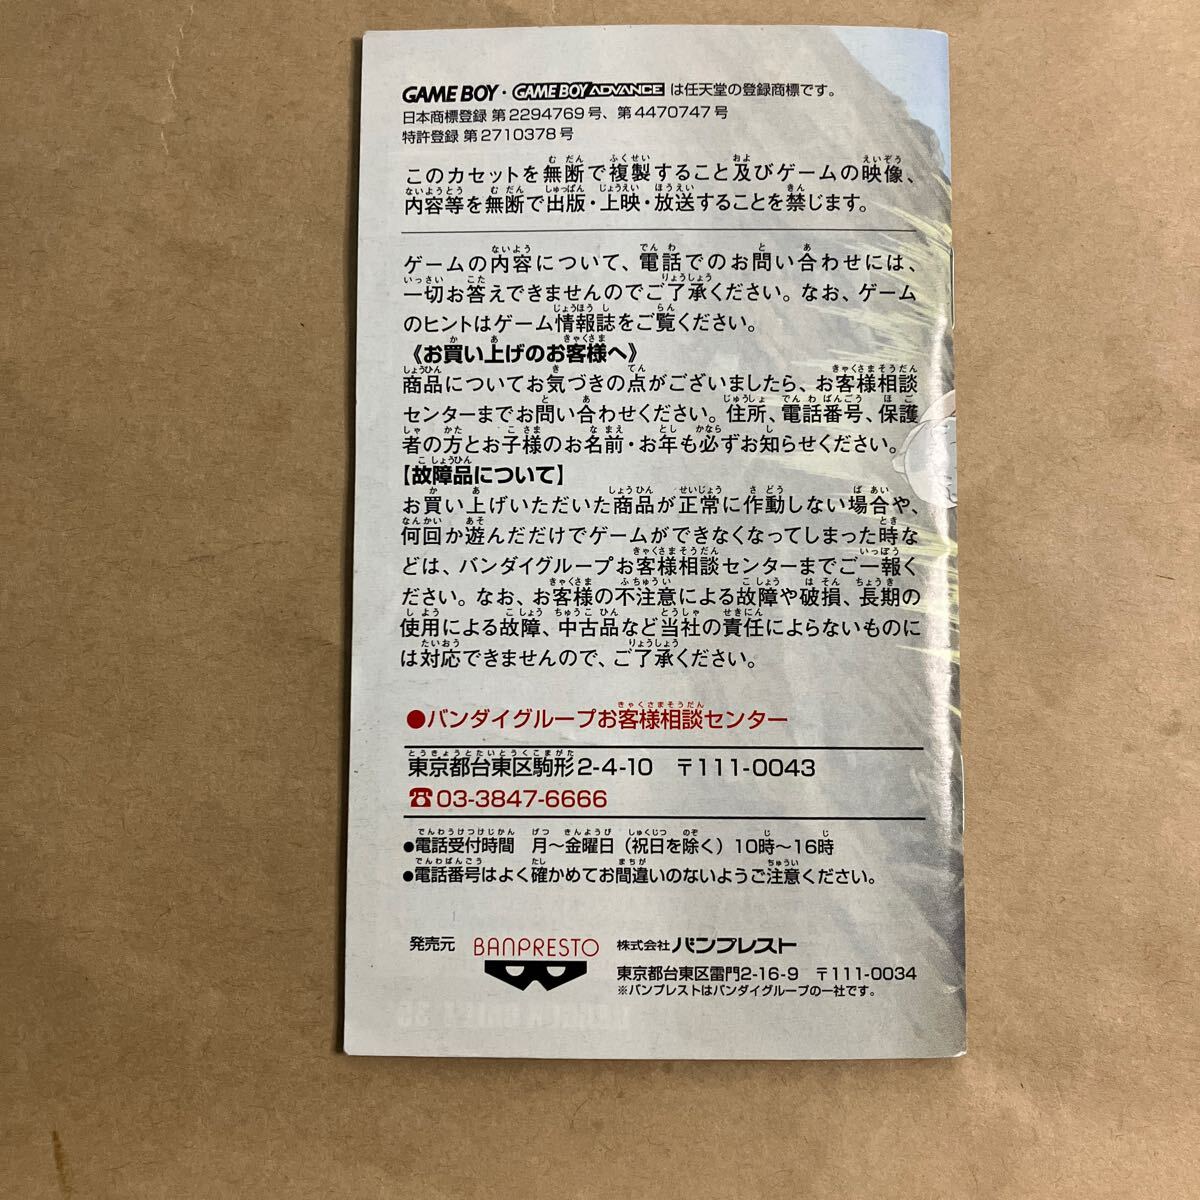 GAME BOY・GAME BOY ADVANCE は任天堂の登録商標です。
日本商標登録 第2294769号、第4470747号
特許登録 第2710378号
このカセットを無断で複製すること及びゲームの映像、
内容等を無断で出版・上映・放送することを禁じます。
ゲームの内容について、電話でのお問い合わせには、
一切お答えできませんのでご了承ください。なお、ゲーム
のヒントはゲーム情報誌をご覧ください。
《お買い上げのお客様へ》
商品についてお気づきの点がございましたら、お客様相談
センターまでお問い合わせください。住所、電話番号、保護
者の方とお子様のお名前・お年も必ずお知らせください。
【故障品について】
お買い上げいただいた商品が正常に作動しない場合や、
何回か遊んだだけでゲームができなくなってしまった時な
どは、バンダイグループお客様相談センターまでご一報く
ださい。なお、お客様の不注意による故障や破損、長期の
使用による故障、中古品など当社の責任によらないものに
は対応できませんので、ご了承ください。
●バンダイグループお客様相談センター
東京都台東区駒形2-4-10 〒111-0043
☎03-3847-6666
●電話受付時間 月〜金曜日(祝日を除く)10時〜16時
●電話番号はよく確かめてお間違いのないようご注意ください。
発売元 BANPRESTO 株式会社 バンプレスト
東京都台東区雷門2-16-9 〒111-0034
※バンプレストはバンダイグループの一社です。